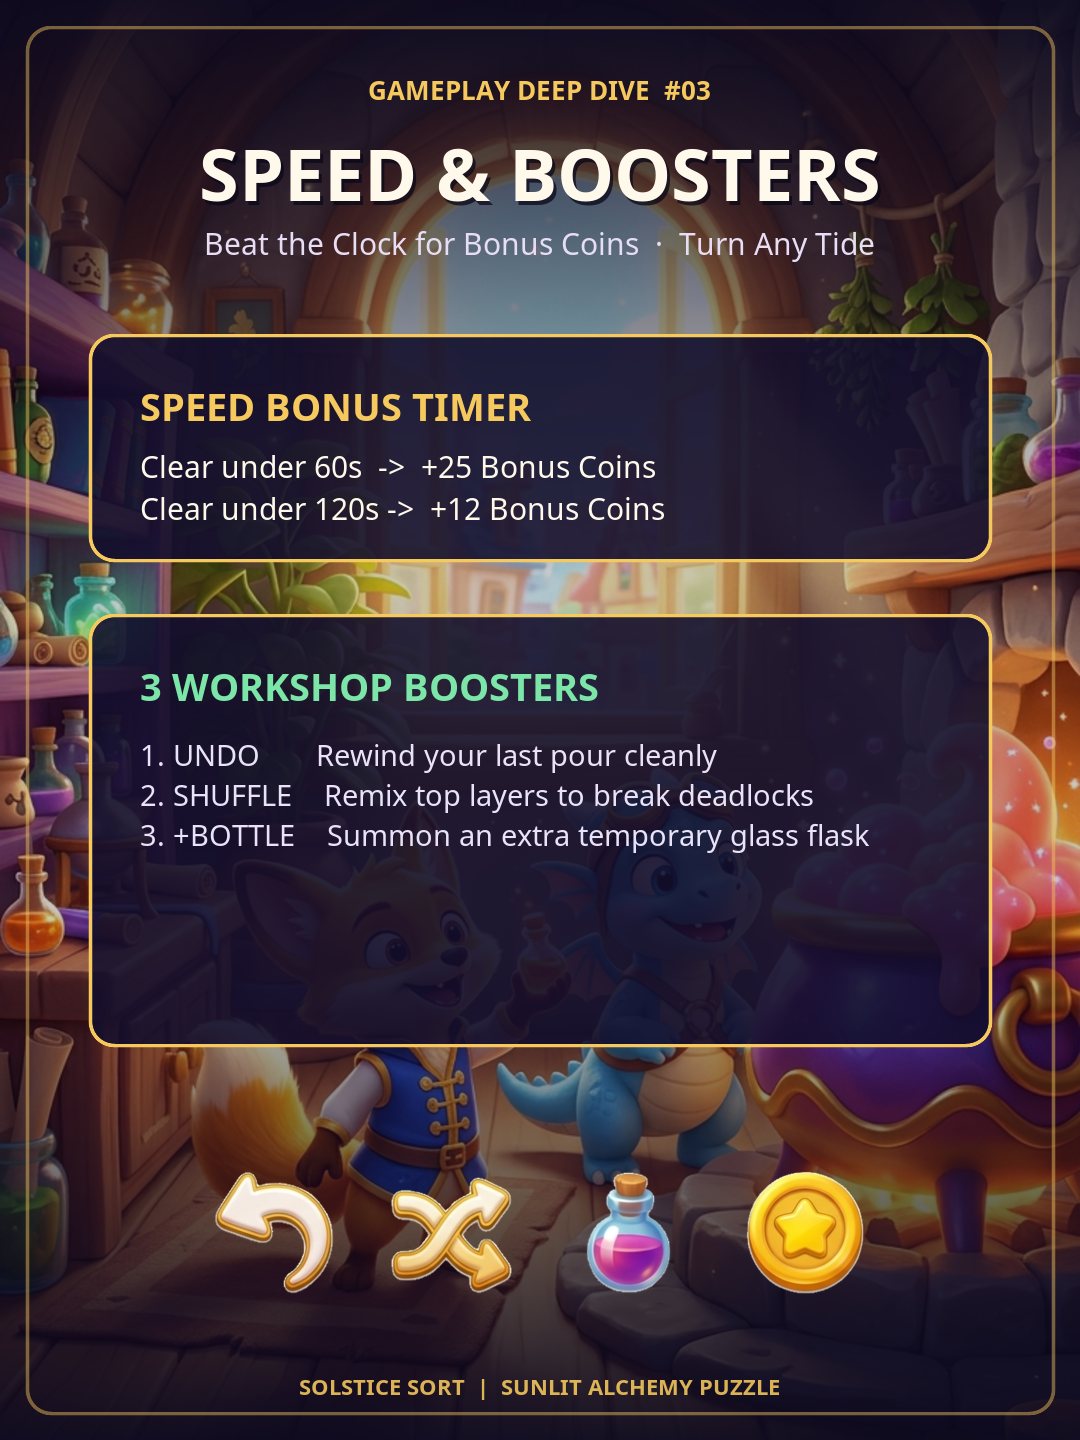 GAMEPLAY DEEP DIVE #03
SPEED & BOOSTERS
Beat the Clock for Bonus Coins · Turn Any Tide
SPEED BONUS TIMER
Clear under 60s -> +25 Bonus Coins
Clear under 120s -> +12 Bonus Coins
3 WORKSHOP BOOSTERS
1. UNDO Rewind your last pour cleanly
2. SHUFFLE Remix top layers to break deadlocks
3. +BOTTLE Summon an extra temporary glass flask
SOLSTICE SORT | SUNLIT ALCHEMY PUZZLE